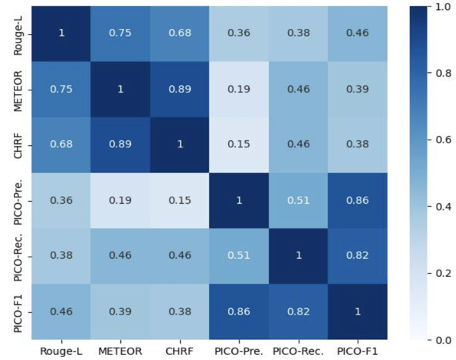 Rouge-L 1 0.75 0.68 0.36 0.38 0.46
METEOR 0.75 1 0.89 0.19 0.46 0.39
CHRF 0.68 0.89 1 0.15 0.46 0.38
PICO-Pre. 0.36 0.19 0.15 1 0.51 0.86
PICO-Rec. 0.38 0.46 0.46 0.51 1 0.82
PICO-F1 0.46 0.39 0.38 0.86 0.82 1
Rouge-L METEOR CHRF PICO-Pre. PICO-Rec. PICO-F1
1.0
0.8
0.6
0.4
0.2
0.0